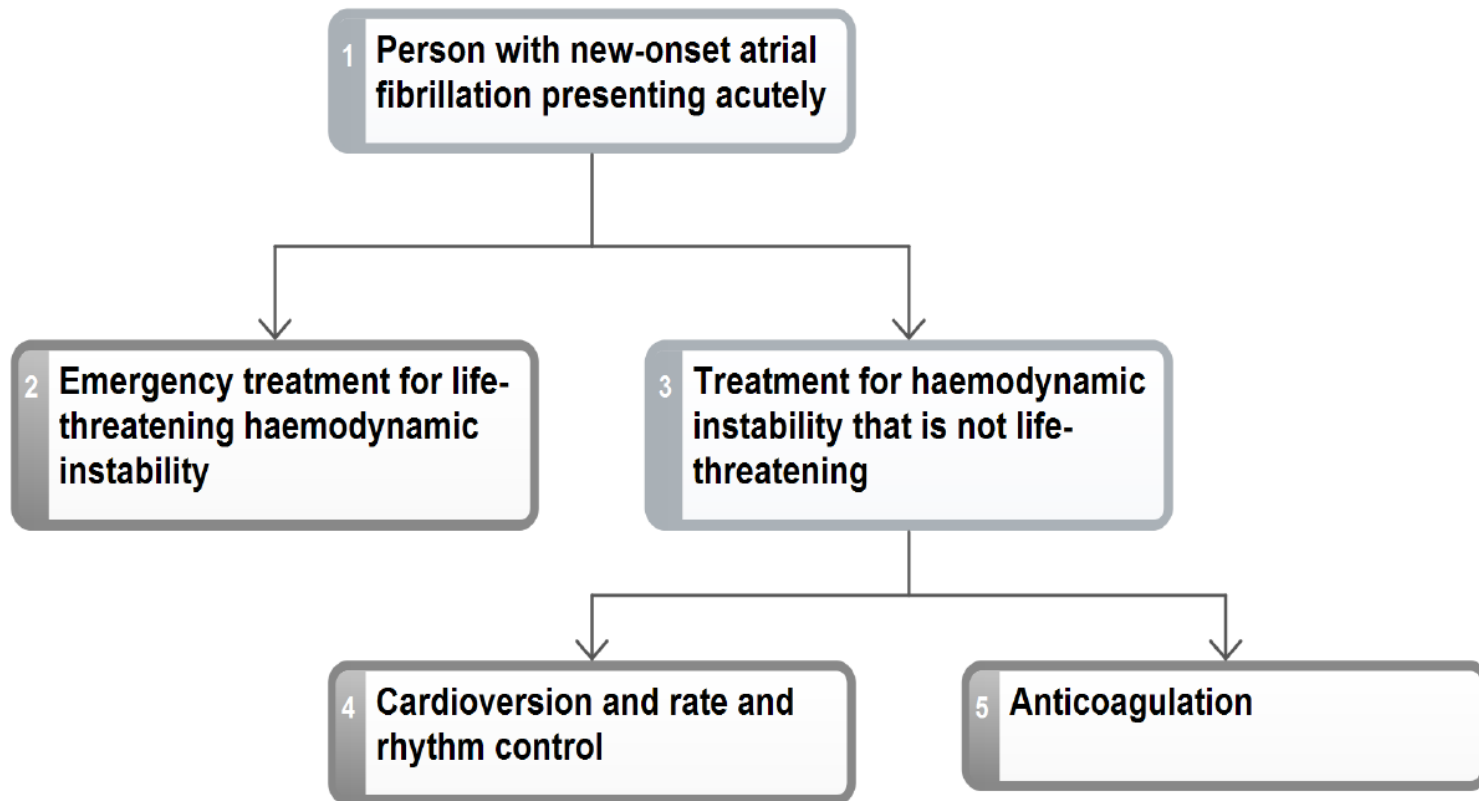 1
Person with new-onset atrial
fibrillation presenting acutely
2
Emergency treatment for life-
threatening haemodynamic
instability
3
Treatment for haemodynamic
instability that is not life-
threatening
4
Cardioversion and rate and
rhythm control
5
Anticoagulation